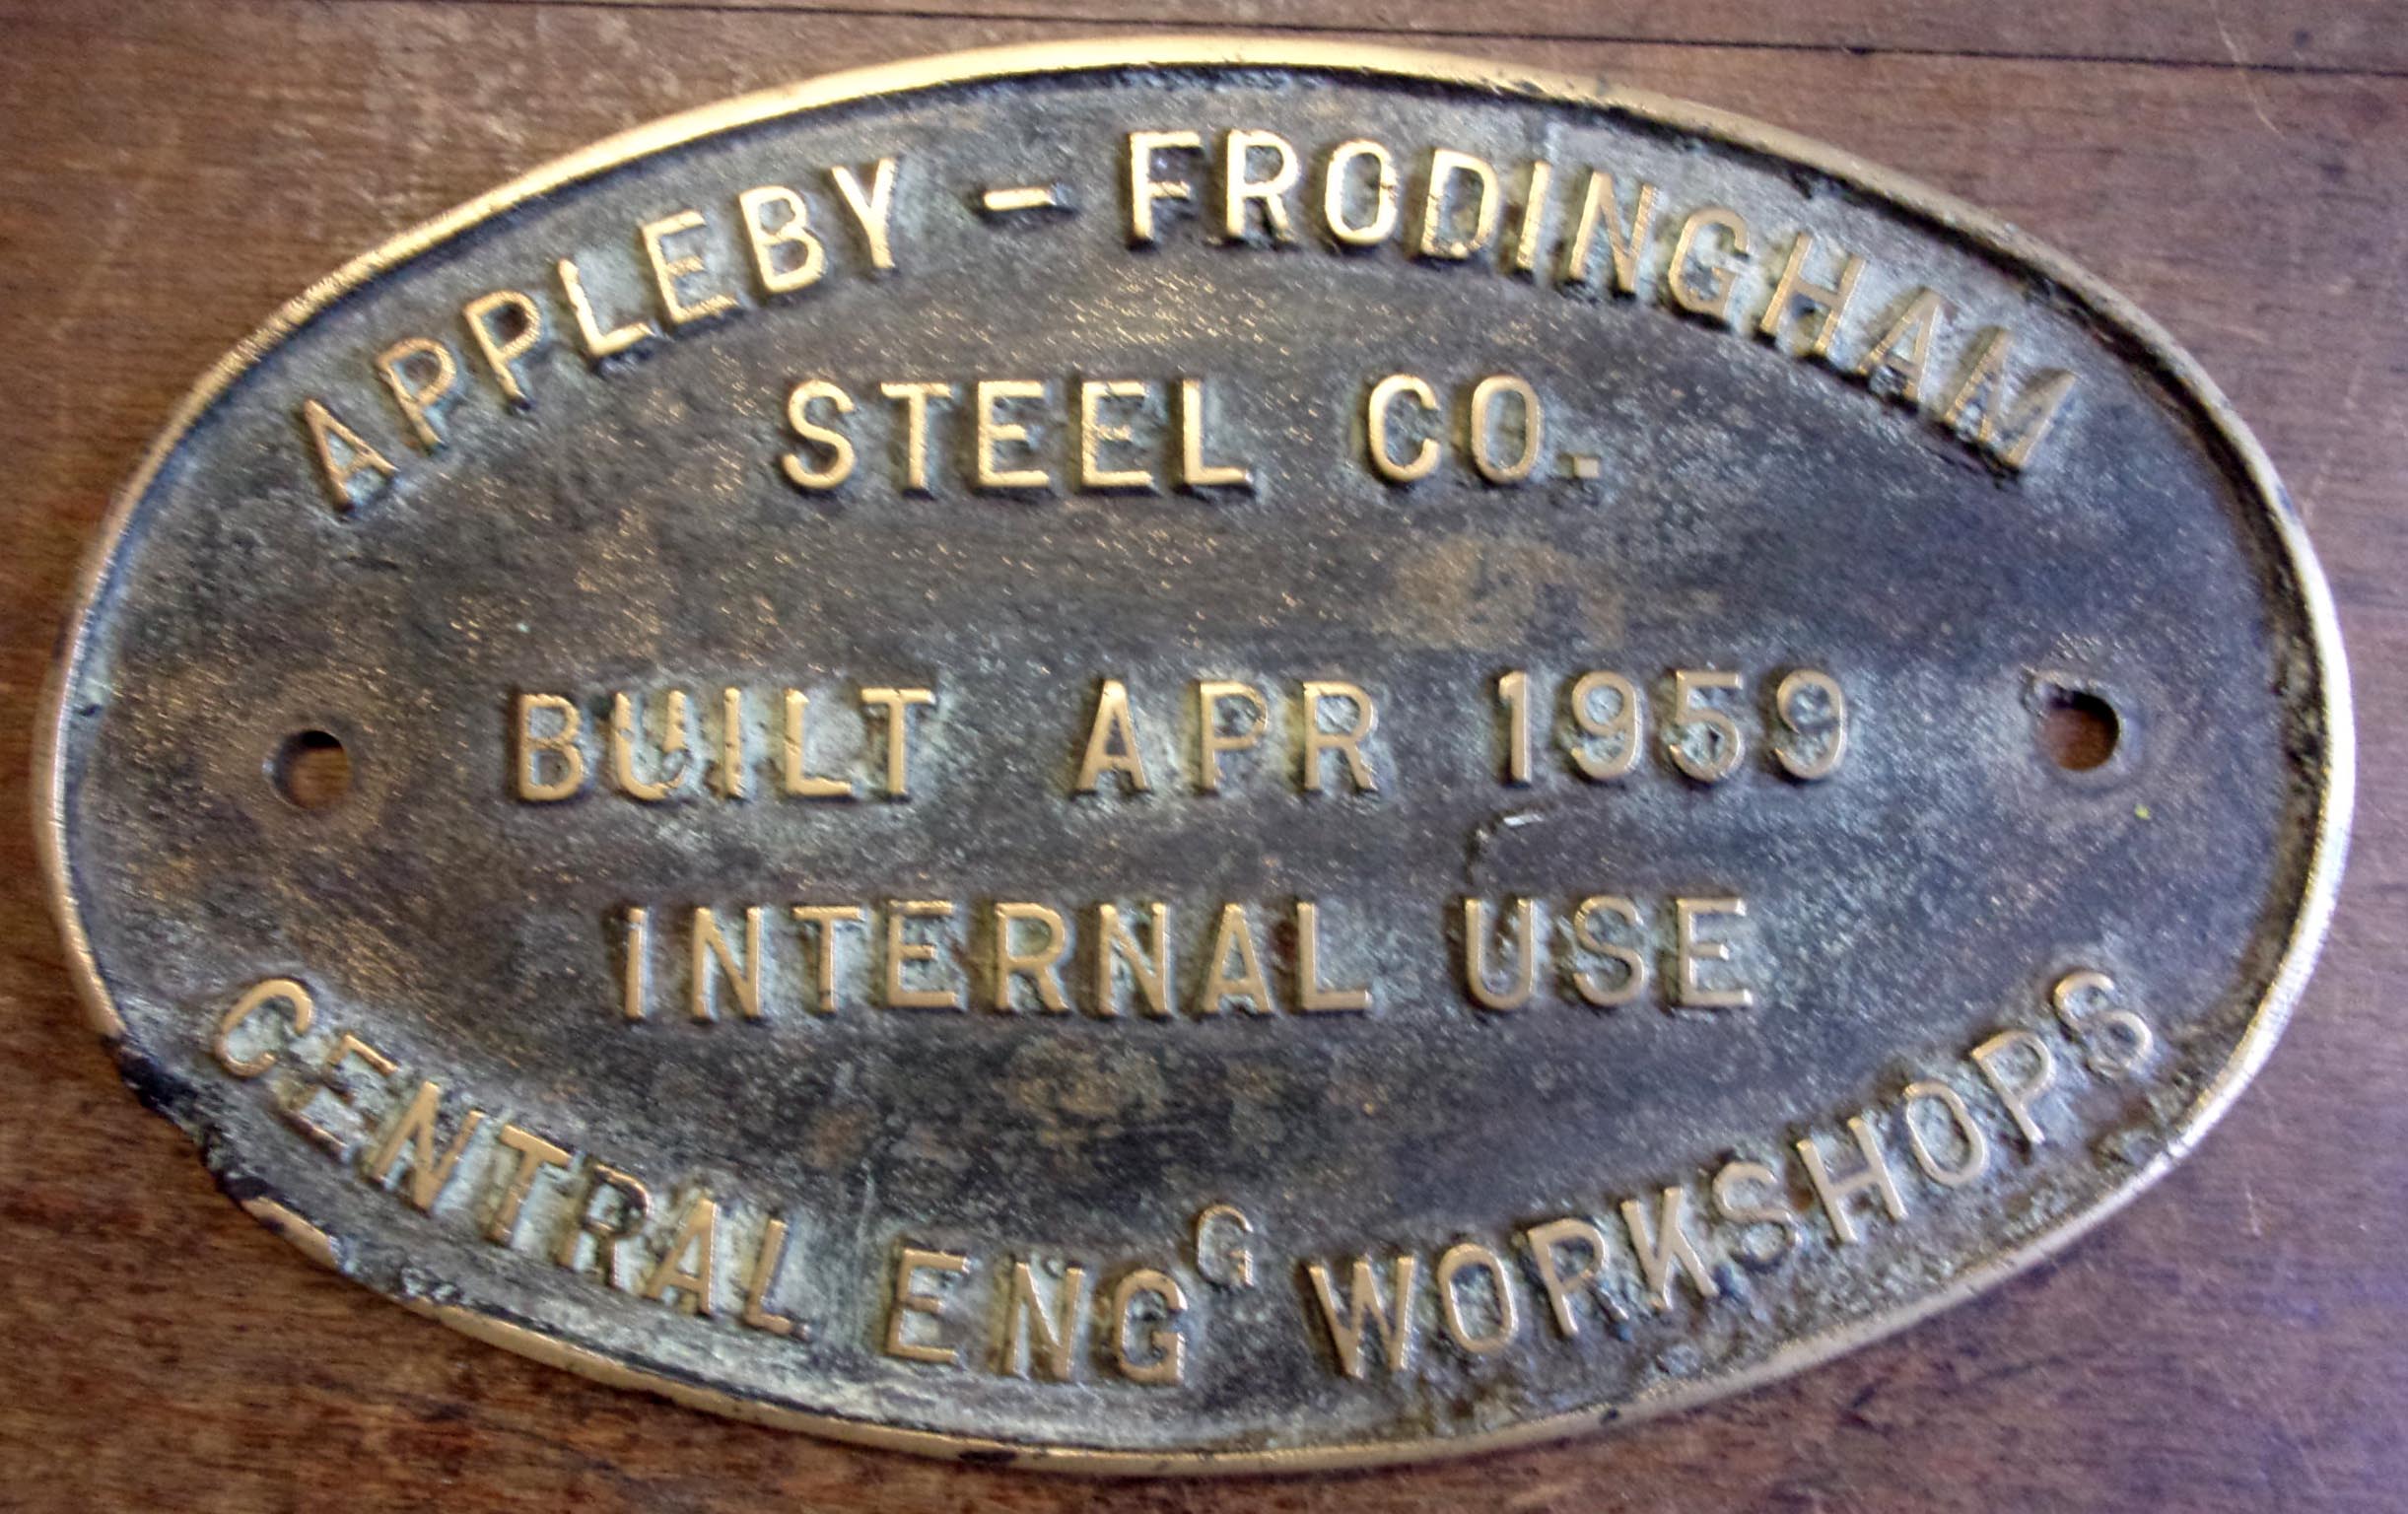 APPLEBY - FRODINGHAM
STEEL CO.
BUILT APR 1959
INTERNAL USE
CENTRAL ENGG WORKSHOPS